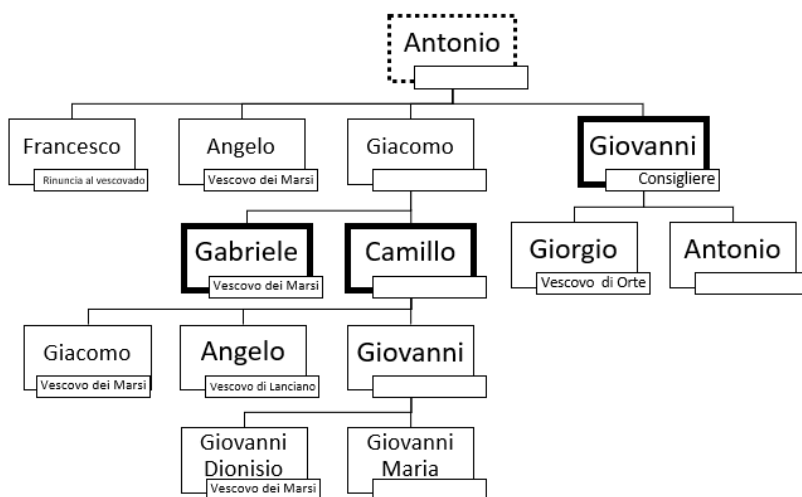 Antonio
Francesco
Rinuncia al vescovado
Angelo
Vescovo dei Marsi
Giacomo
Giovanni
Consigliere
Gabriele
Vescovo dei Marsi
Camillo
Giorgio
Vescovo di Orte
Antonio
Giacomo
Vescovo dei Marsi
Angelo
Vescovo di Lanciano
Giovanni
Giovanni
Dionisio
Vescovo dei Marsi
Giovanni
Maria